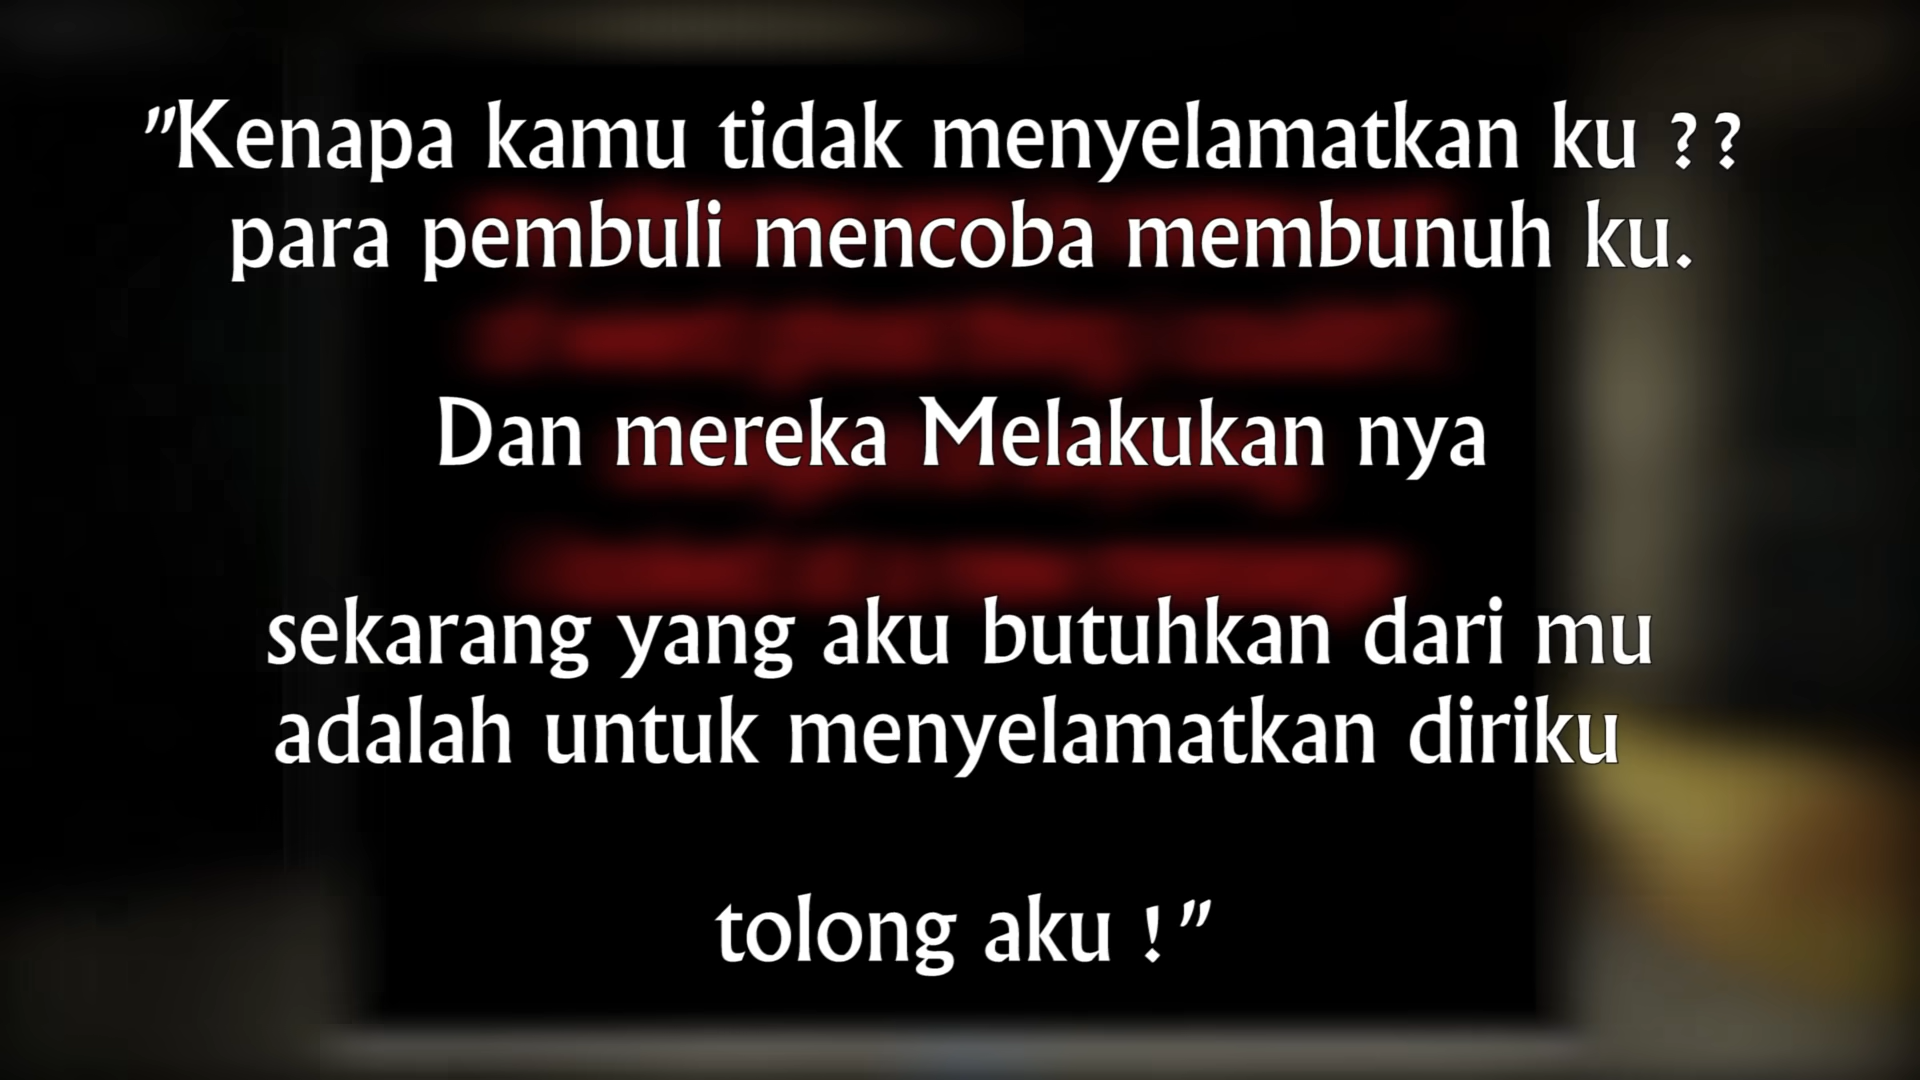 "Kenapa kamu tidak menyelamatkan ku ??
para pembuli mencoba membunuh ku.
Dan mereka Melakukan nya
sekarang yang aku butuhkan dari mu
adalah untuk menyelamatkan diriku
tolong aku !"